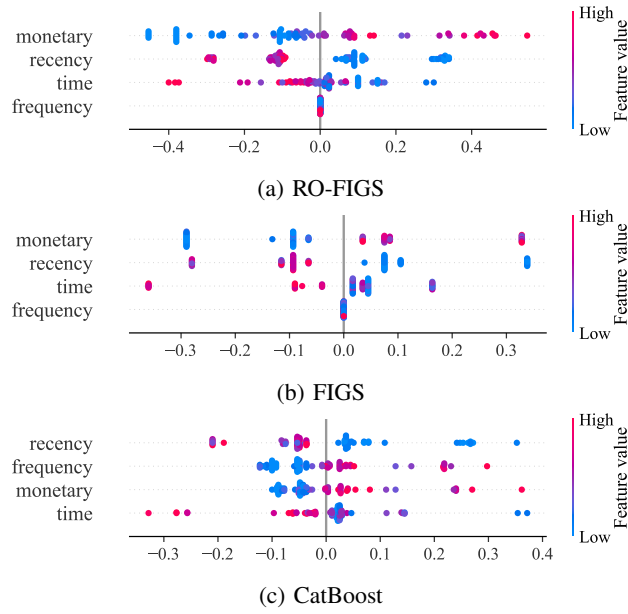 High
monetary
recency
time
frequency
Feature value
Low
−0.4 −0.2 0.0 0.2 0.4
(a) RO-FIGS
High
monetary
recency
time
frequency
Feature value
Low
−0.3 −0.2 −0.1 0.0 0.1 0.2 0.3
(b) FIGS
High
recency
frequency
monetary
time
Feature value
Low
−0.3 −0.2 −0.1 0.0 0.1 0.2 0.3 0.4
(c) CatBoost